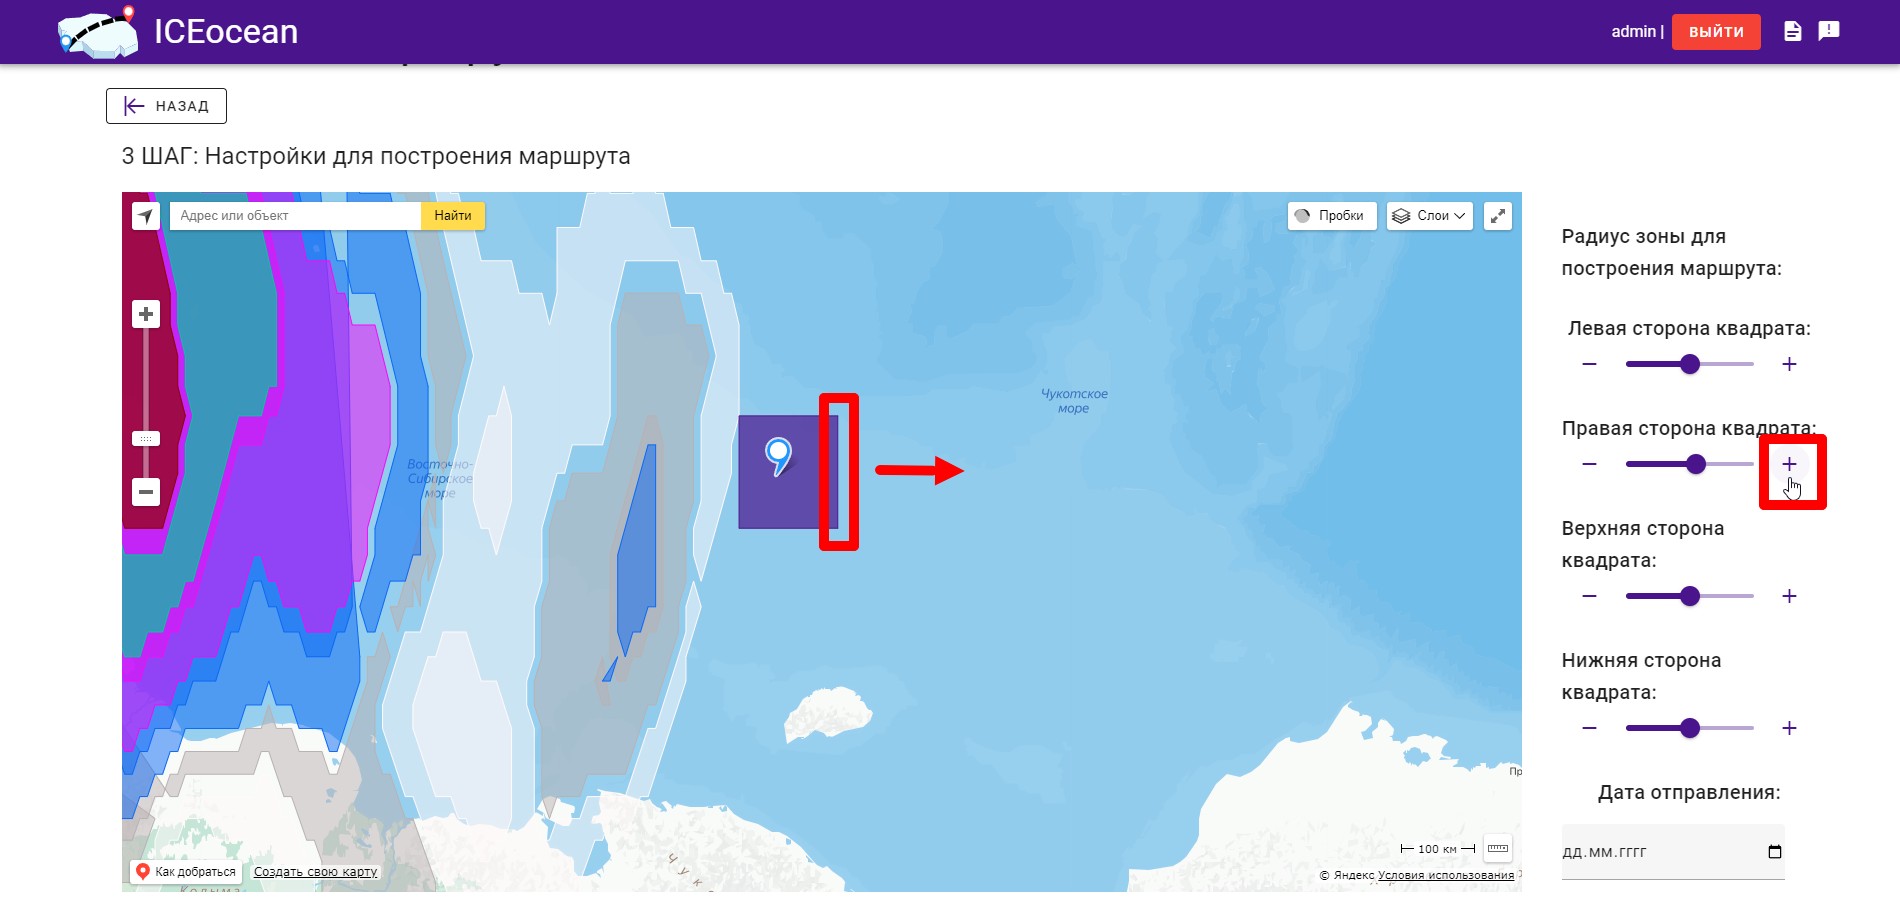 ICEocean
admin |
ВЫЙТИ
НАЗАД
3 ШАГ: Настройки для построения маршрута
Адрес или объект
Найти
Пробки
Слои
Чукотское
море
Восточно-
Сибирское
море
100 км
Как добраться
Создать свою карту
© Яндекс Условия использования
Радиус зоны для
построения маршрута:
Левая сторона квадрата:
− +
Правая сторона квадрата:
− +
Верхняя сторона
квадрата:
− +
Нижняя сторона
квадрата:
− +
Дата отправления:
ДД.ММ.ГГГГ